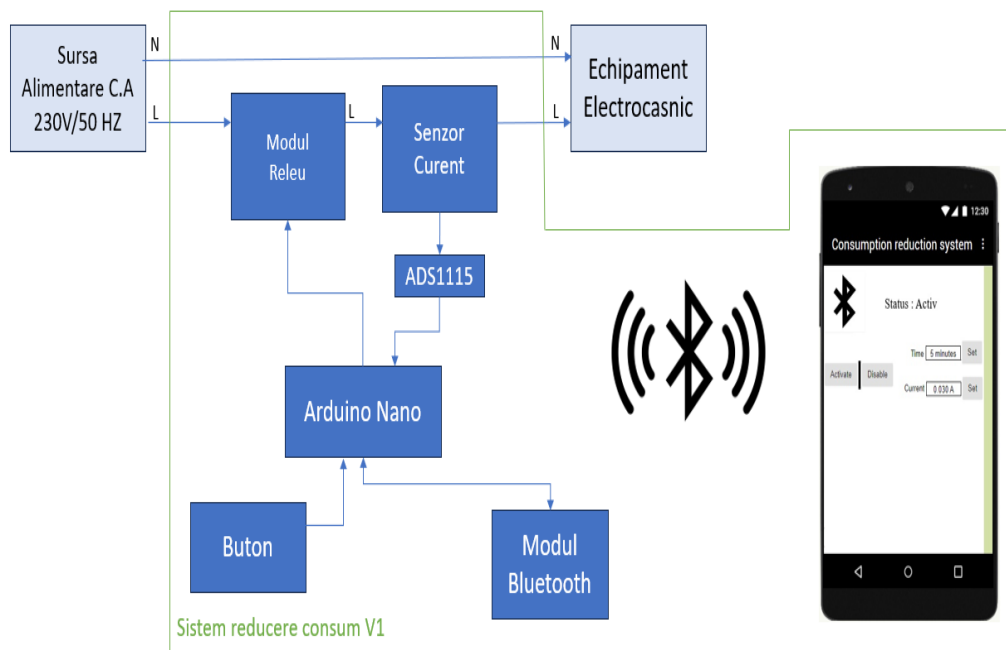 Sursa
Alimentare C.A
230V/50 HZ
N
N
L
L
L
Modul
Releu
Senzor
Curent
Echipament
Electrocasnic
ADS1115
Arduino Nano
Buton
Modul
Bluetooth
Sistem reducere consum V1
12:30
Consumption reduction system
Status : Activ
Time 5 minutes Set
Activate Disable
Current 0 030 A Set